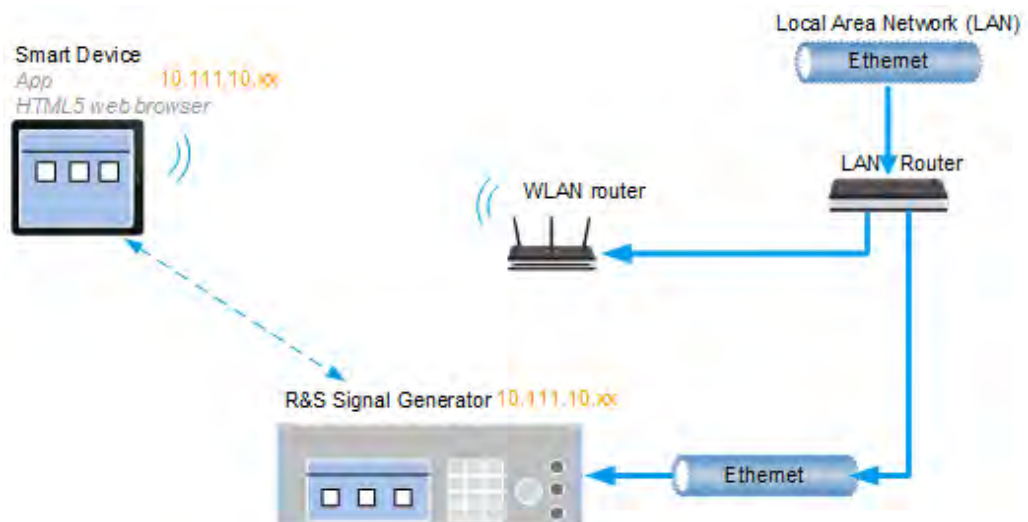 Local Area Network (LAN)
Ethernet
Smart Device
App 10.111.10.xx
HTML5 web browser
LAN Router
WLAN router
R&S Signal Generator 10.111.10.xx
Ethernet